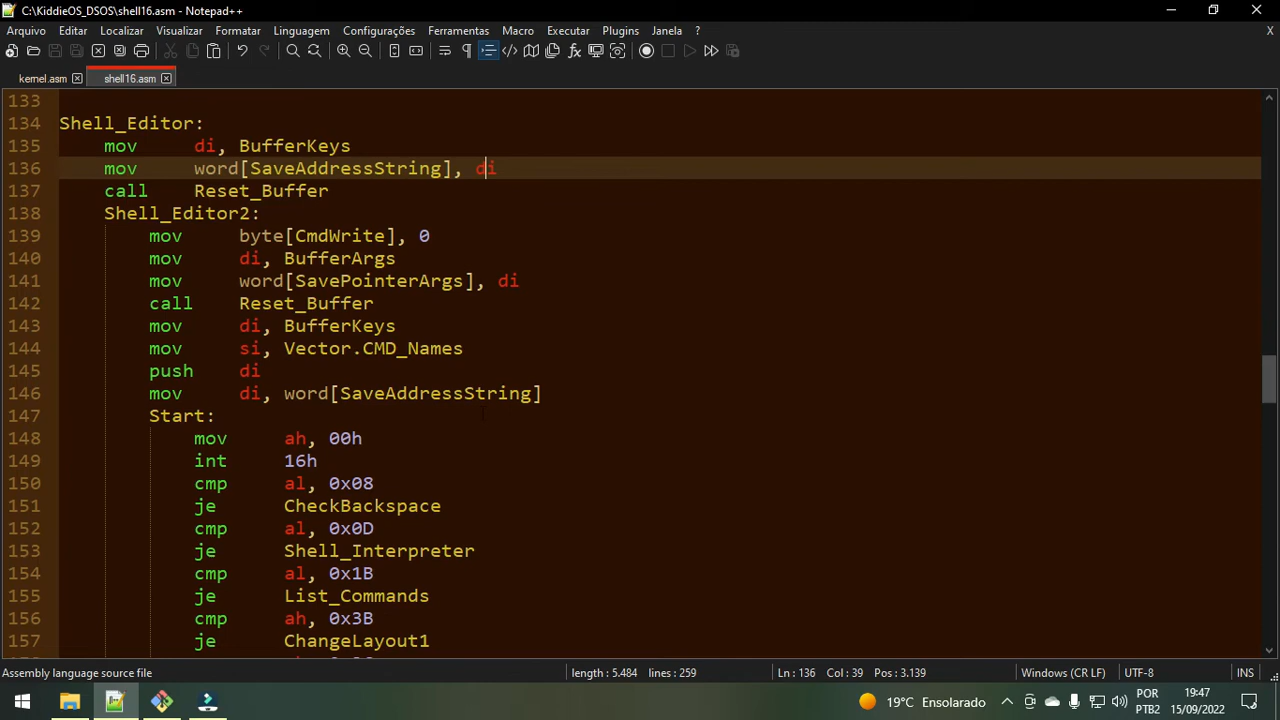 C:\KiddieOS_DSOS\shell16.asm - Notepad++
Arquivo Editar Localizar Visualizar Formatar Linguagem Configurações Ferramentas Macro Executar Plugins Janela ? X
kernel.asm shell16.asm
133
134 Shell_Editor:
135 mov di, BufferKeys
136 mov word[SaveAddressString], di
137 call Reset_Buffer
138 Shell_Editor2:
139 mov byte[CmdWrite], 0
140 mov di, BufferArgs
141 mov word[SavePointerArgs], di
142 call Reset_Buffer
143 mov di, BufferKeys
144 mov si, Vector.CMD_Names
145 push di
146 mov di, word[SaveAddressString]
147 Start:
148 mov ah, 00h
149 int 16h
150 cmp al, 0x08
151 je CheckBackspace
152 cmp al, 0x0D
153 je Shell_Interpreter
154 cmp al, 0x1B
155 je List_Commands
156 cmp ah, 0x3B
157 je ChangeLayout1
Assembly language source file length : 5.484 lines : 259 Ln : 136 Col : 39 Pos : 3.139 Windows (CR LF) UTF-8 INS
19°C Ensolarado POR PTB2 19:47 15/09/2022